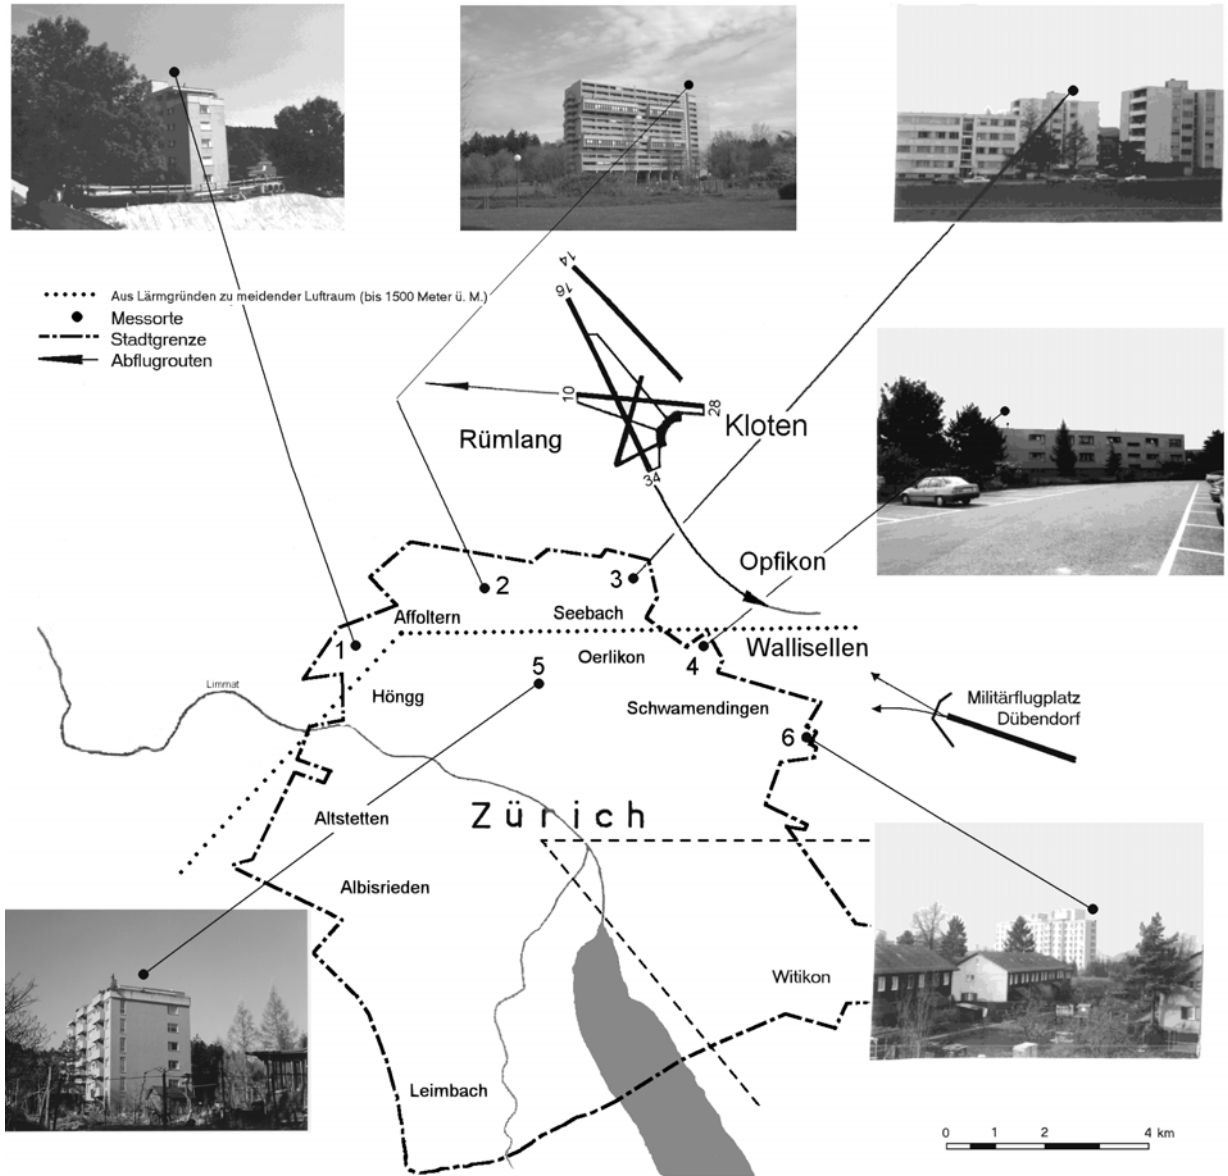 Aus Lärmgründen zu meidender Luftraum (bis 1500 Meter ü. M.)
Messorte
Stadtgrenze
Abflugrouten
14
16
10
28
34
Rümlang
Kloten
Opfikon
2
3
Affoltern
Seebach
1
Oerlikon
4
Wallisellen
5
Limmat
Höngg
Schwamendingen
Militärflugplatz
Dübendorf
6
Altstetten
Zürich
Albisrieden
Witikon
Leimbach
0 1 2 4 km